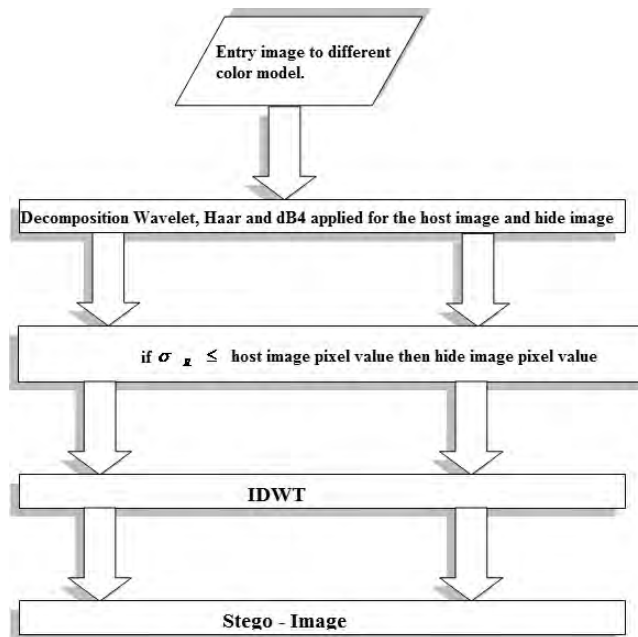 Entry image to different
color model.
Decomposition Wavelet, Haar and dB4 applied for the host image and hide image
if σ ≤ host image pixel value then hide image pixel value
IDWT
Stego - Image